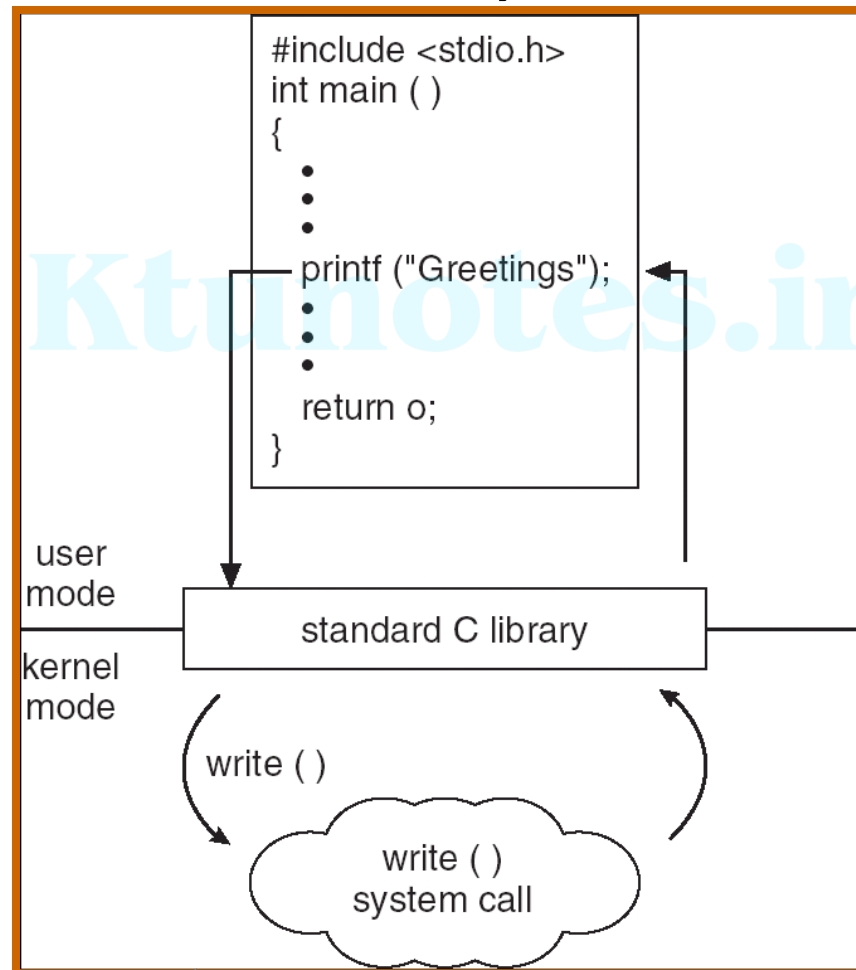 #include <stdio.h>
int main ( )
{
•
•
•
printf ("Greetings");
•
•
•
return o;
}
Ktunotes.in
user
mode
standard C library
kernel
mode
write ( )
write ( )
system call